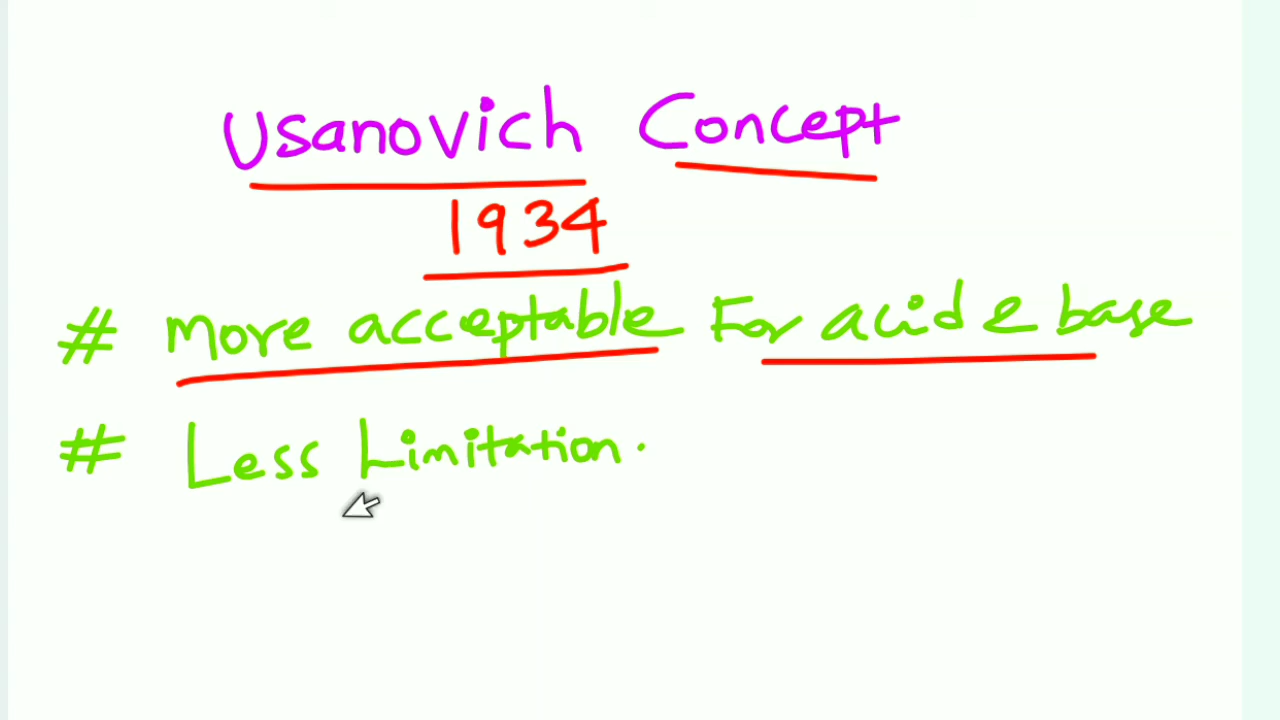 Usanovich Concept
1934
# More acceptable For acid & base
# Less Limitation.